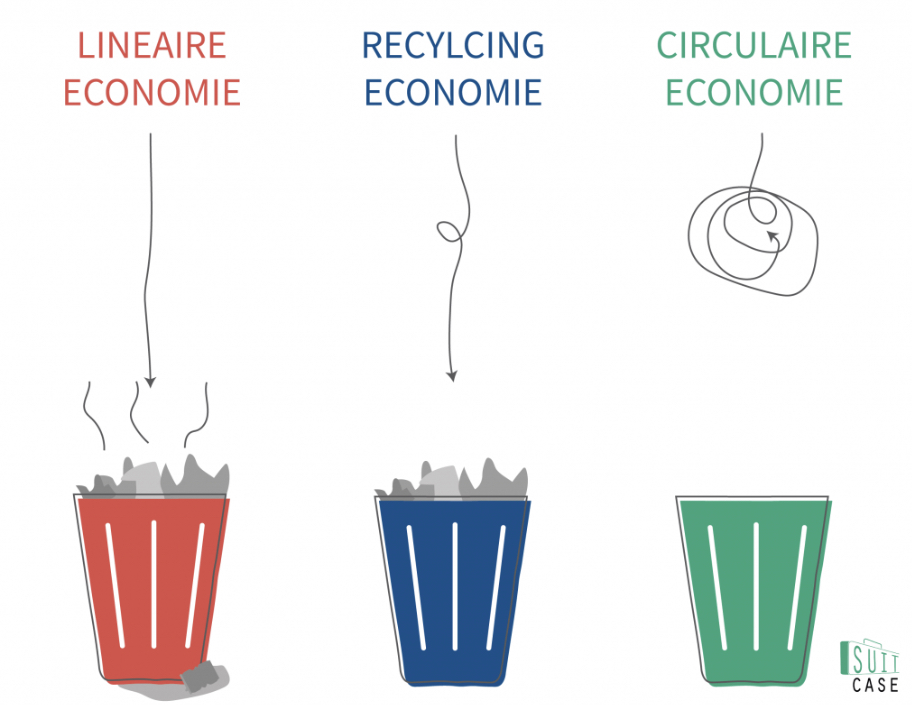 LINEAIRE
ECONOMIE
RECYLCING
ECONOMIE
CIRCULAIRE
ECONOMIE
SUIT
CASE